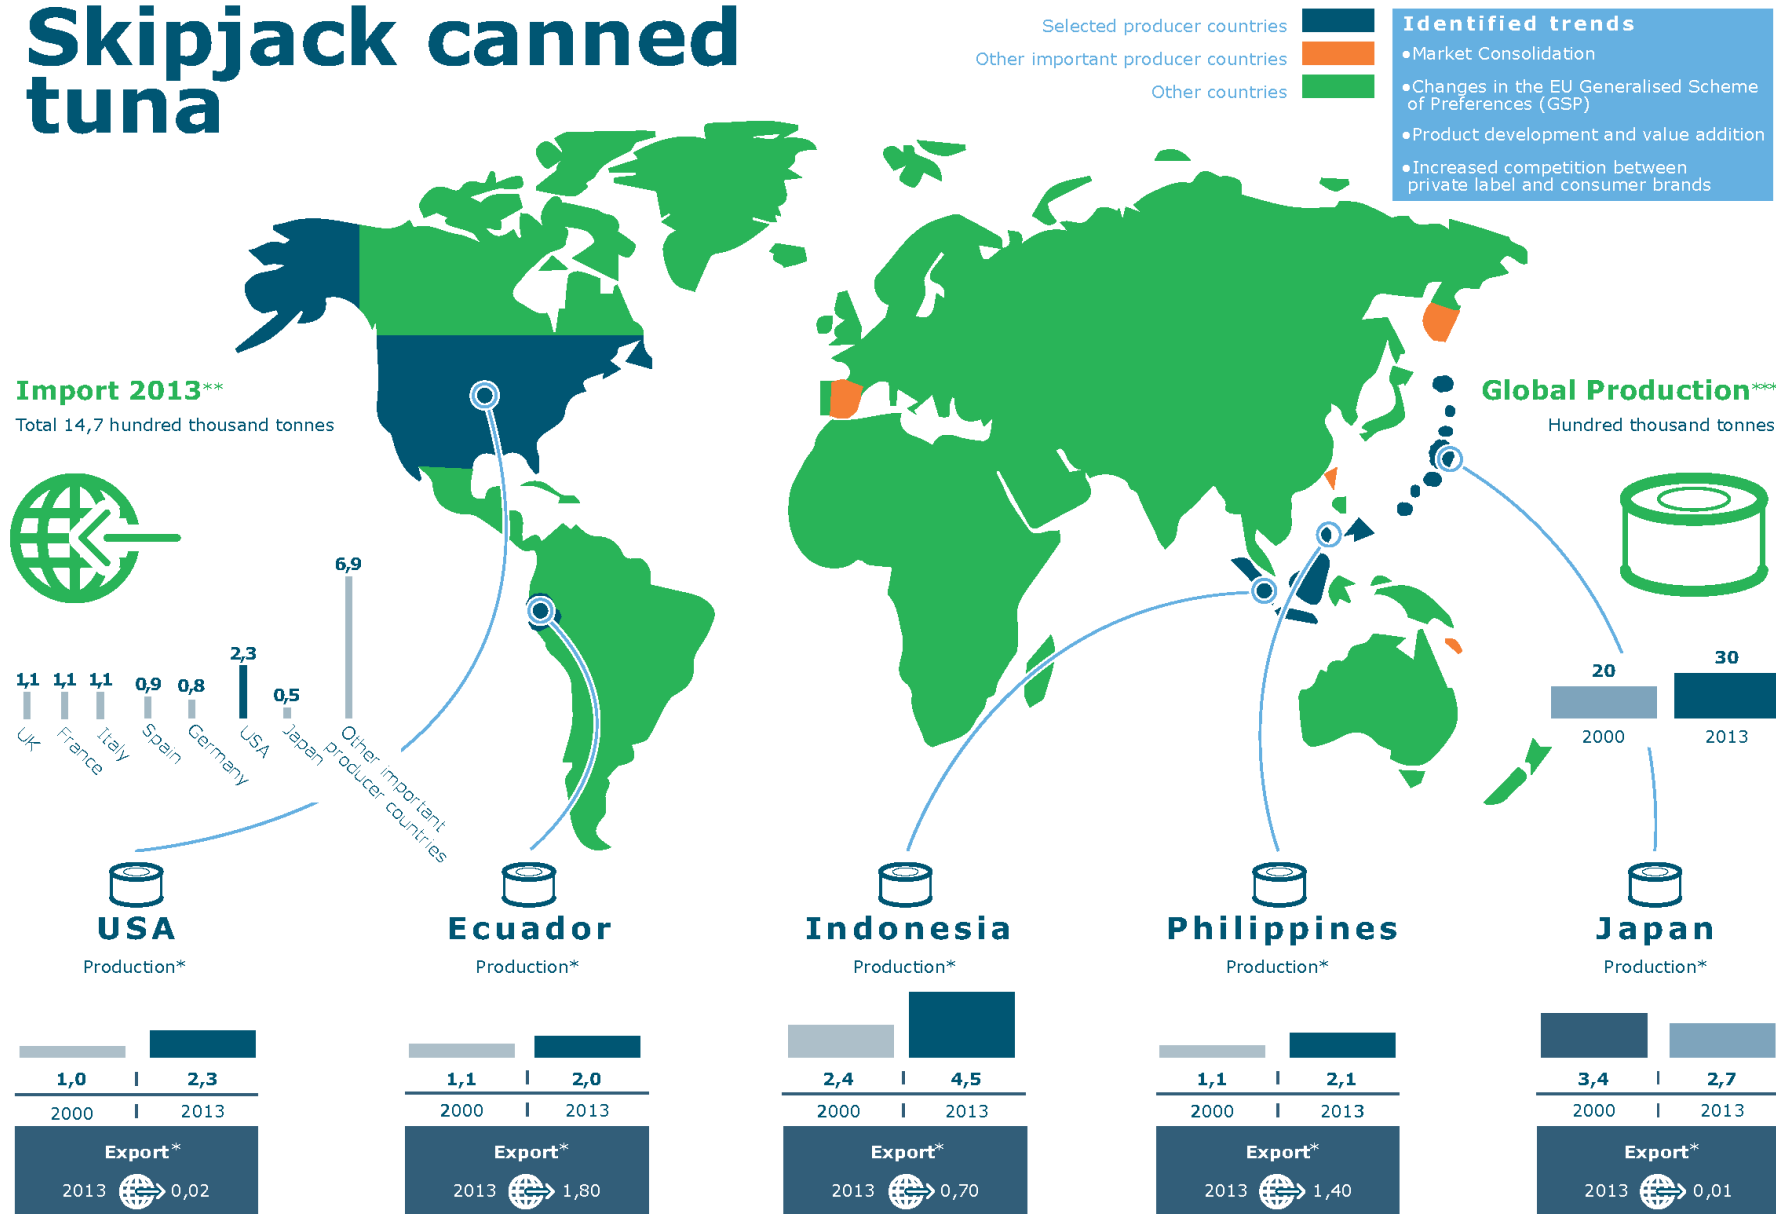 Skipjack canned
tuna
Selected producer countries
Other important producer countries
Other countries
Identified trends
•Market Consolidation
•Changes in the EU Generalised Scheme
of Preferences (GSP)
•Product development and value addition
•Increased competition between
private label and consumer brands
Import 2013**
Total 14,7 hundred thousand tonnes
1,1
1,1
1,1
0,9
0,8
2,3
0,5
6,9
UK
France
Italy
Spain
Germany
USA
Japan
Other important
producer countries
Global Production***
Hundred thousand tonnes
20
30
2000
2013
USA
Production*
1,0 | 2,3
2000 | 2013
Export*
2013 0,02
Ecuador
Production*
1,1 | 2,0
2000 | 2013
Export*
2013 1,80
Indonesia
Production*
2,4 | 4,5
2000 | 2013
Export*
2013 0,70
Philippines
Production*
1,1 | 2,1
2000 | 2013
Export*
2013 1,40
Japan
Production*
3,4 | 2,7
2000 | 2013
Export*
2013 0,01